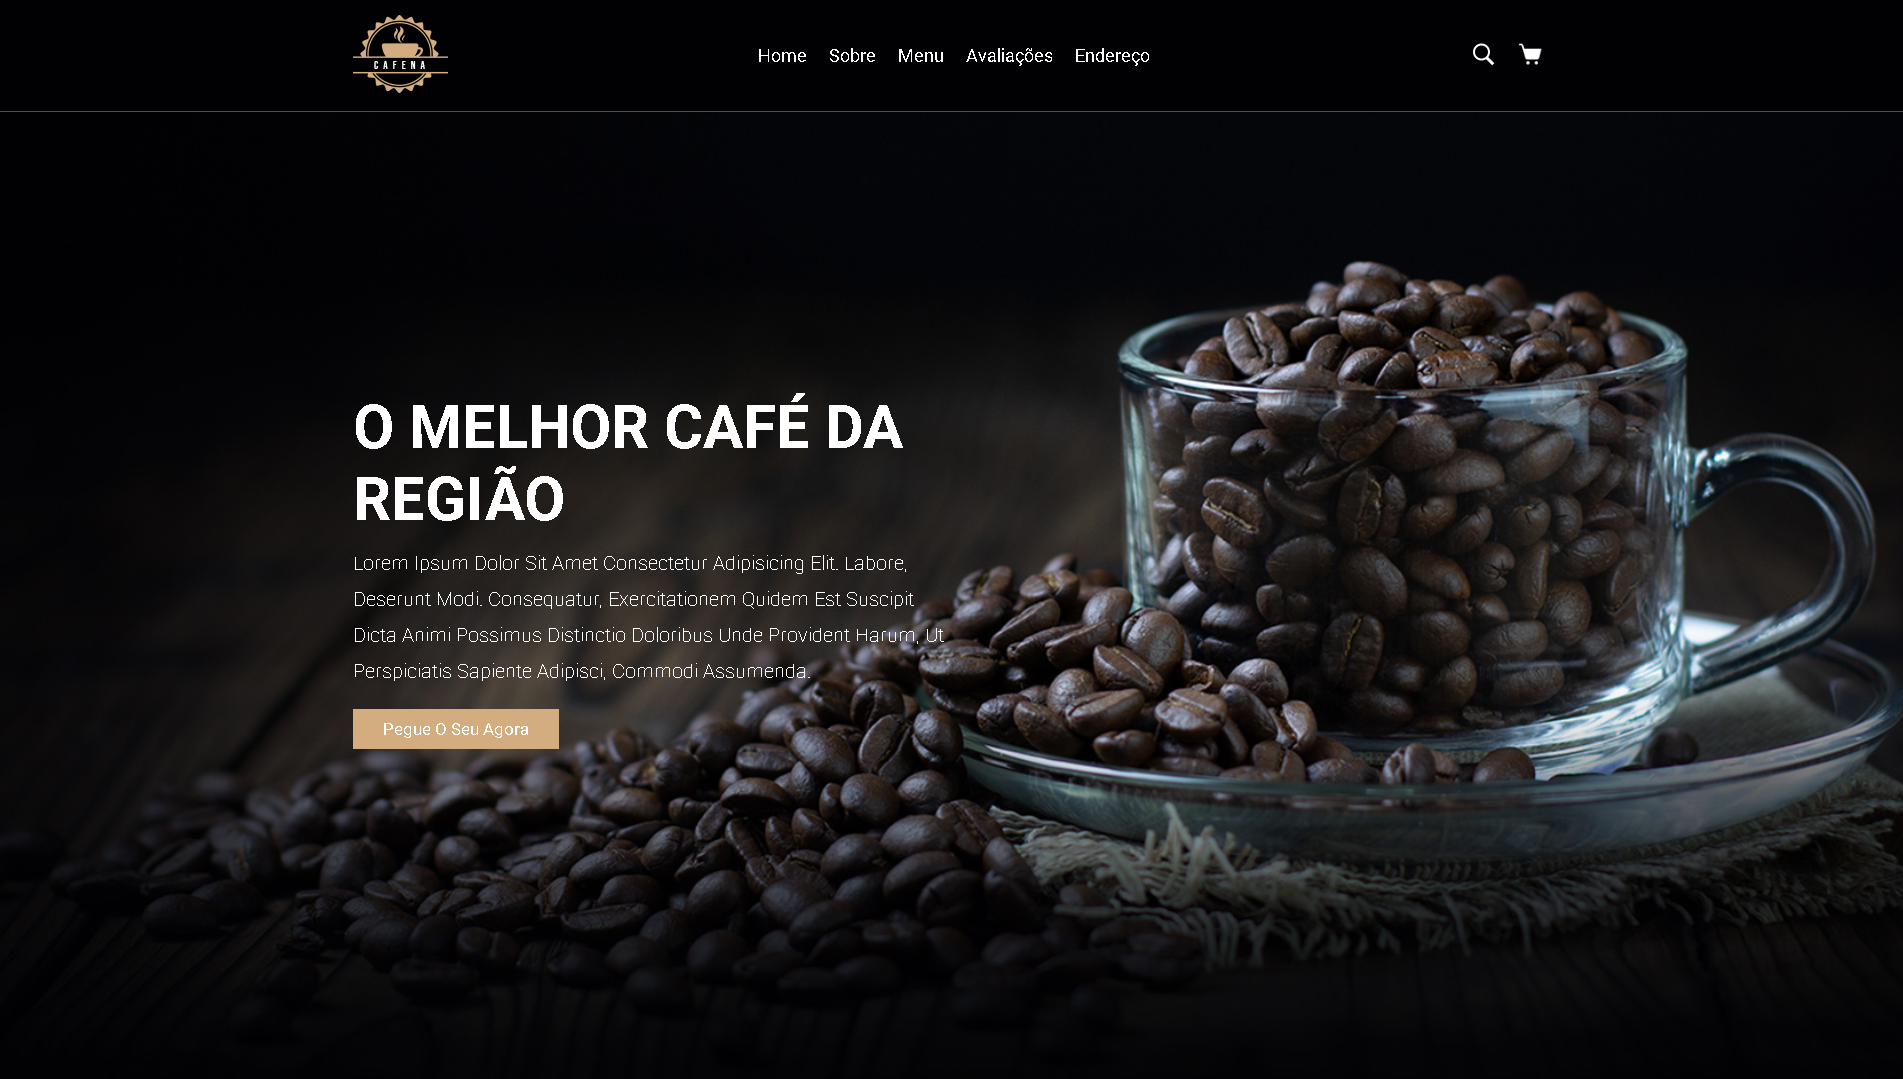 CAFENA
Home Sobre Menu Avaliações Endereço
O MELHOR CAFÉ DA
REGIÃO
Lorem Ipsum Dolor Sit Amet Consectetur Adipisicing Elit. Labore,
Deserunt Modi. Consequatur, Exercitationem Quidem Est Suscipit
Dicta Animi Possimus Distinctio Doloribus Unde Provident Harum, Ut
Perspiciatis Sapiente Adipisci, Commodi Assumenda.
Pegue O Seu Agora